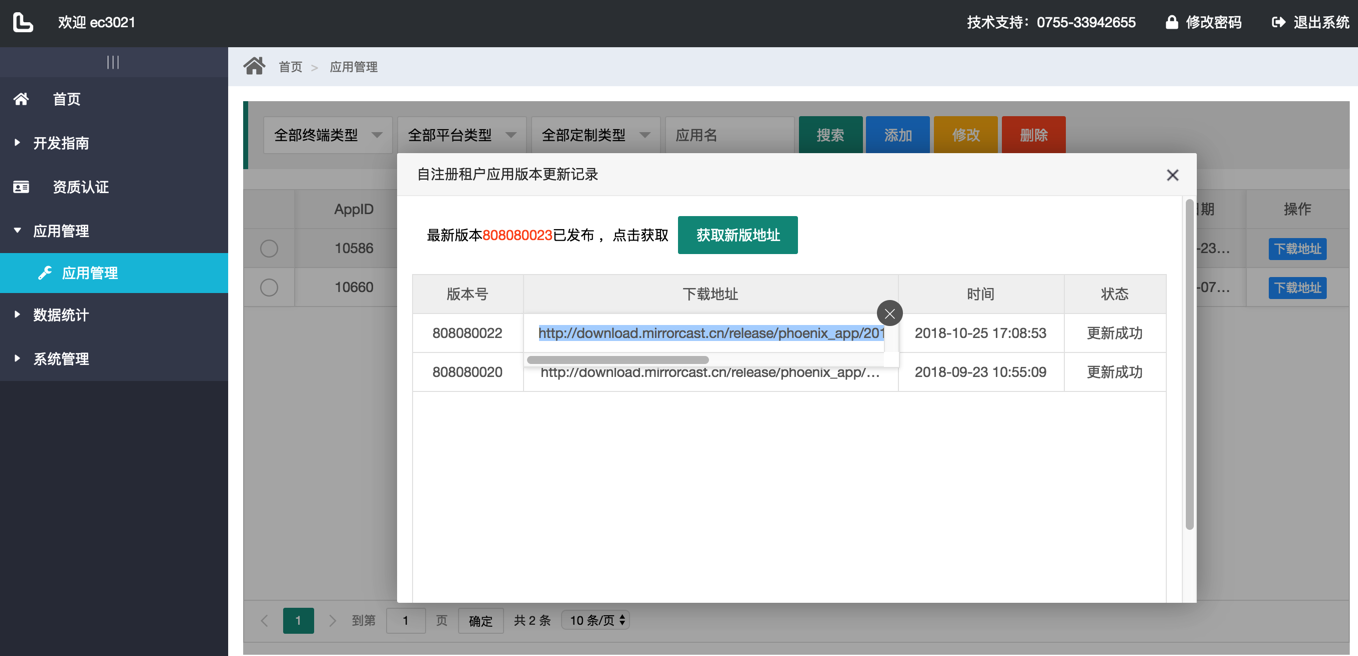 欢迎 ec3021
技术支持：0755-33942655 修改密码 退出系统
首页 > 应用管理
首页
开发指南
资质认证
应用管理
应用管理
数据统计
系统管理
全部终端类型 全部平台类型 全部定制类型 应用名 搜索 添加 修改 删除
自注册租户应用版本更新记录
AppID 期 操作
10586 -23... 下载地址
10660 -07... 下载地址
最新版本808080023已发布，点击获取 获取新版地址
版本号 下载地址 时间 状态
808080022 http://download.mirrorcast.cn/release/phoenix_app/201 2018-10-25 17:08:53 更新成功
808080020 http://download.mirrorcast.cn/release/phoenix_app/... 2018-09-23 10:55:09 更新成功
1 到第 1 页 确定 共 2 条 10 条/页